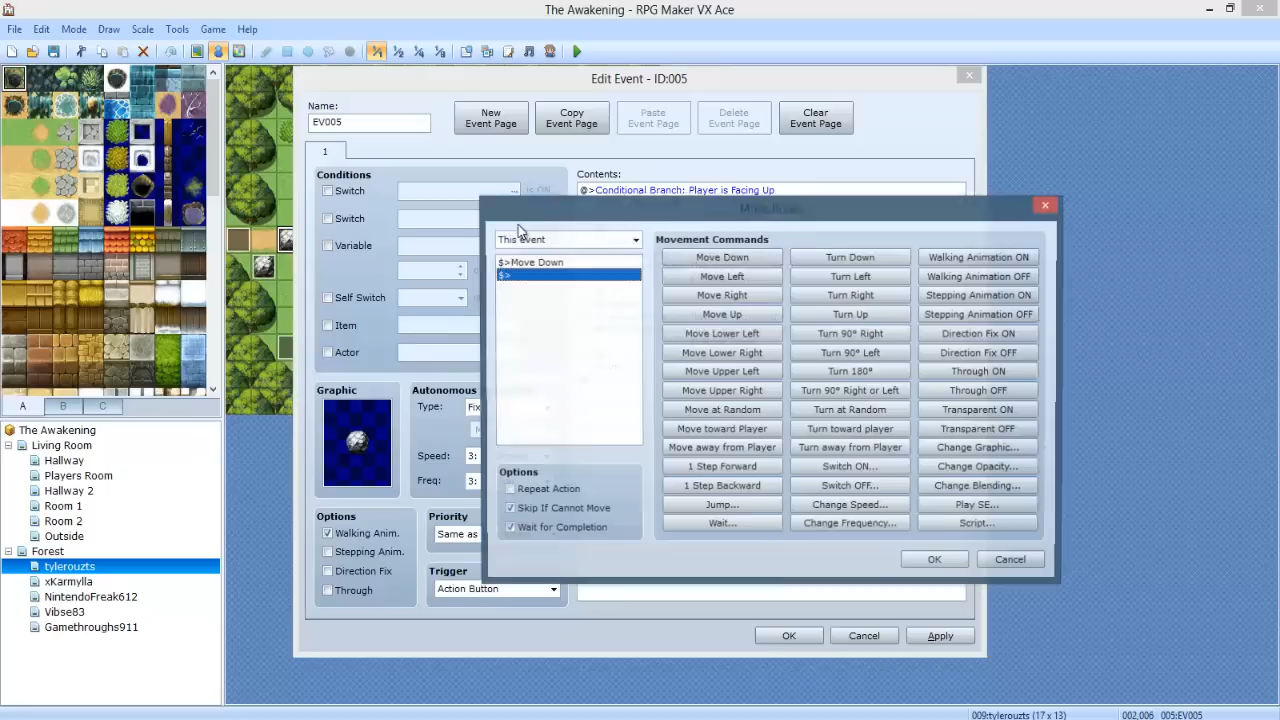 The Awakening - RPG Maker VX Ace
File Edit Mode Draw Scale Tools Game Help
Edit Event - ID:005
Name:
EV005
New Event Page
Copy Event Page
Paste Event Page
Delete Event Page
Clear Event Page
1
Conditions
Switch ... is ON
Switch
Variable
Self Switch
Item
Actor
Contents:
@>Conditional Branch: Player is Facing Up
Graphic
Autonomous
Type: Fix
Speed: 3:
Freq: 3:
Options
Walking Anim.
Stepping Anim.
Direction Fix
Through
Priority
Same as
Trigger
Action Button
OK Cancel Apply
This Event
$>Move Down
$>
Options
Repeat Action
Skip If Cannot Move
Wait for Completion
Movement Commands
Move Down Turn Down Walking Animation ON
Move Left Turn Left Walking Animation OFF
Move Right Turn Right Stepping Animation ON
Move Up Turn Up Stepping Animation OFF
Move Lower Left Turn 90° Right Direction Fix ON
Move Lower Right Turn 90° Left Direction Fix OFF
Move Upper Left Turn 180° Through ON
Move Upper Right Turn 90° Right or Left Through OFF
Move at Random Turn at Random Transparent ON
Move toward Player Turn toward player Transparent OFF
Move away from Player Turn away from Player Change Graphic...
1 Step Forward Switch ON... Change Opacity...
1 Step Backward Switch OFF... Change Blending...
Jump... Change Speed... Play SE...
Wait... Change Frequency... Script...
OK Cancel
A B C
The Awakening
Living Room
Hallway
Players Room
Hallway 2
Room 1
Room 2
Outside
Forest
tylerouzts
xKarmylla
NintendoFreak612
Vibse83
Gamethroughs911
009:tylerouzts (17 x 13) 002,006 005:EV005